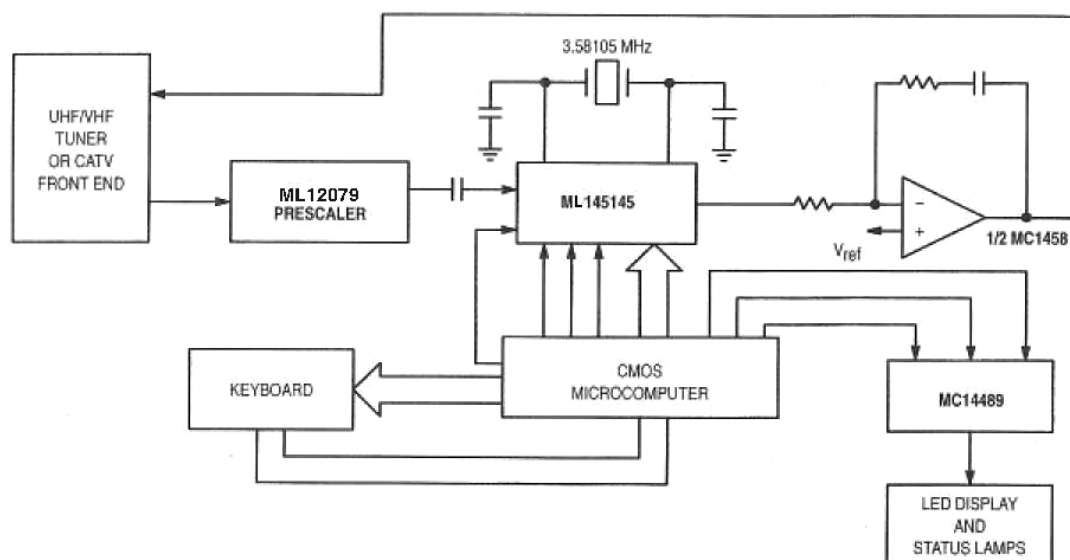 3.58105 MHz
UHF/VHF
TUNER
OR CATV
FRONT END
ML12079
PRESCALER
ML145145
−
+
Vref
1/2 MC1458
KEYBOARD
CMOS
MICROCOMPUTER
MC14489
LED DISPLAY
AND
STATUS LAMPS